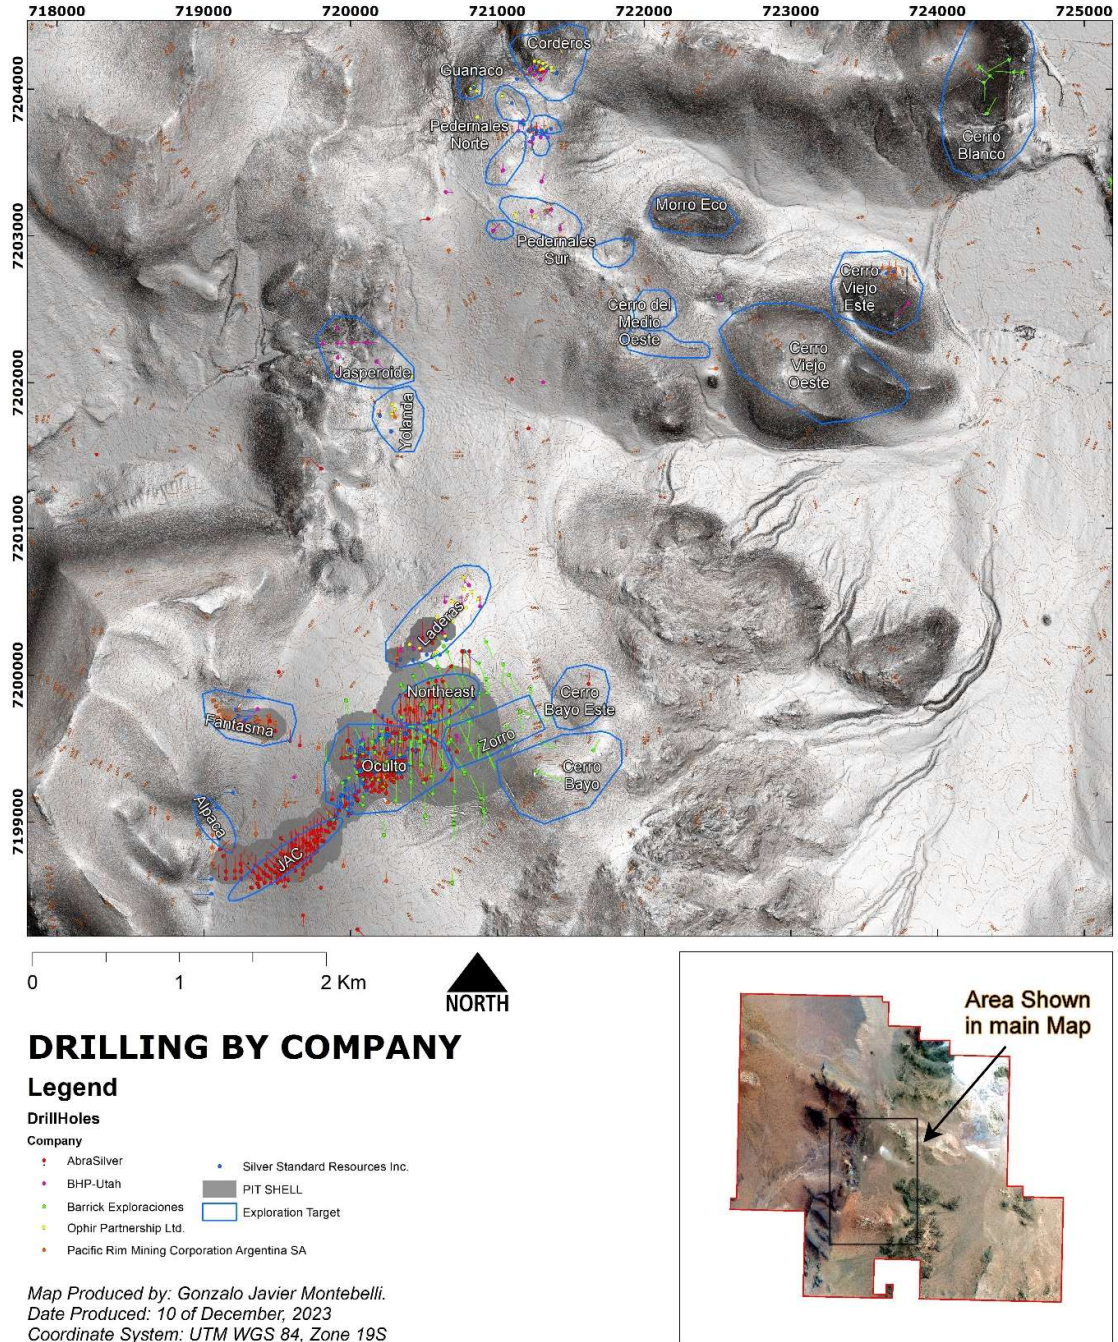 718000 719000 720000 721000 722000 723000 724000 725000
7204000
7203000
7202000
7201000
7200000
7199000
Corderos
Guanaco
Pedernales
Norte
Cerro
Blanco
Morro Eco
Pedernales
Sur
Cerro
Viejo
Este
Cerro del
Medio
Oeste
Cerro
Viejo
Oeste
Jasperoide
Yolanda
Laderas
Northeast
Cerro
Bayo Este
Fantasma
Zorro
Oculto
Cerro
Bayo
Alpaca
JAC
0 1 2 Km
NORTH
Area Shown
in main Map
DRILLING BY COMPANY
Legend
DrillHoles
Company
AbraSilver
BHP-Utah
Barrick Exploraciones
Ophir Partnership Ltd.
Pacific Rim Mining Corporation Argentina SA
Silver Standard Resources Inc.
PIT SHELL
Exploration Target
Map Produced by: Gonzalo Javier Montebelli.
Date Produced: 10 of December, 2023
Coordinate System: UTM WGS 84, Zone 19S